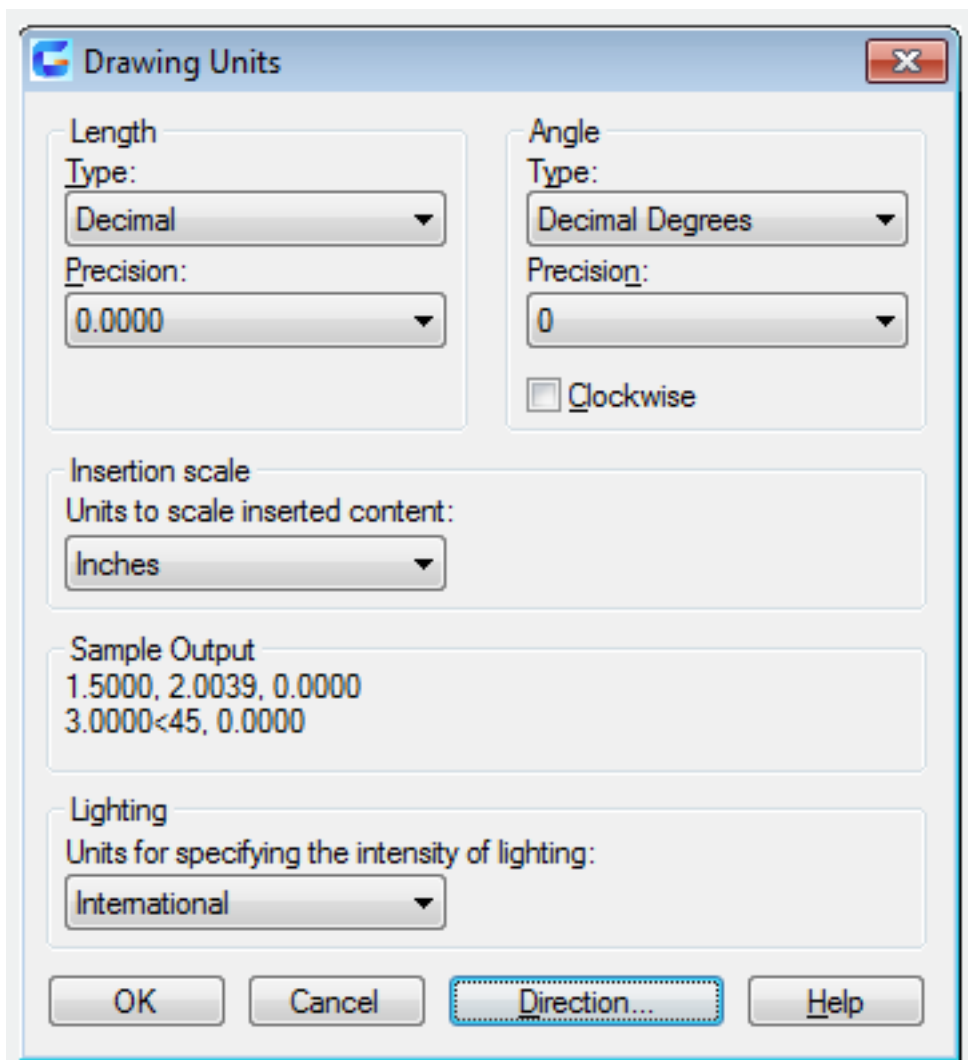 Drawing Units
Length
Type:
Decimal
Precision:
0.0000
Angle
Type:
Decimal Degrees
Precision:
0
Clockwise
Insertion scale
Units to scale inserted content:
Inches
Sample Output
1.5000, 2.0039, 0.0000
3.0000<45, 0.0000
Lighting
Units for specifying the intensity of lighting:
International
OK Cancel Direction... Help